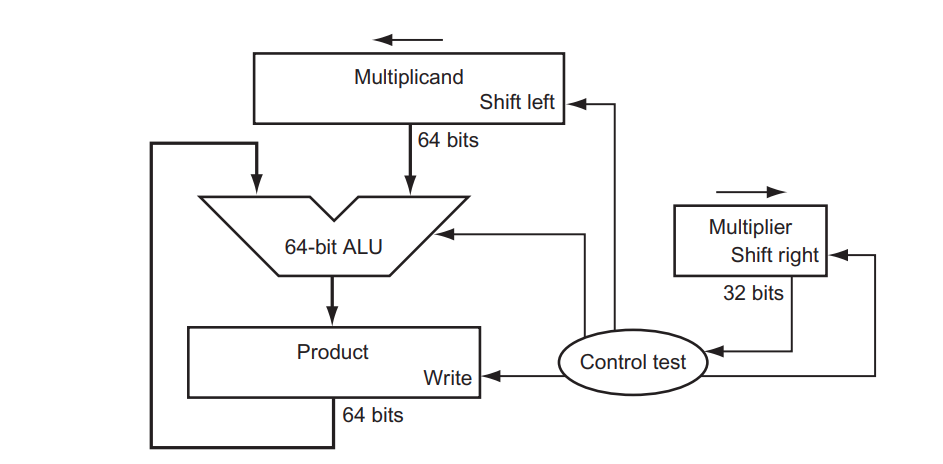 Multiplicand
Shift left
64 bits
64-bit ALU
Multiplier
Shift right
32 bits
Control test
Product
Write
64 bits